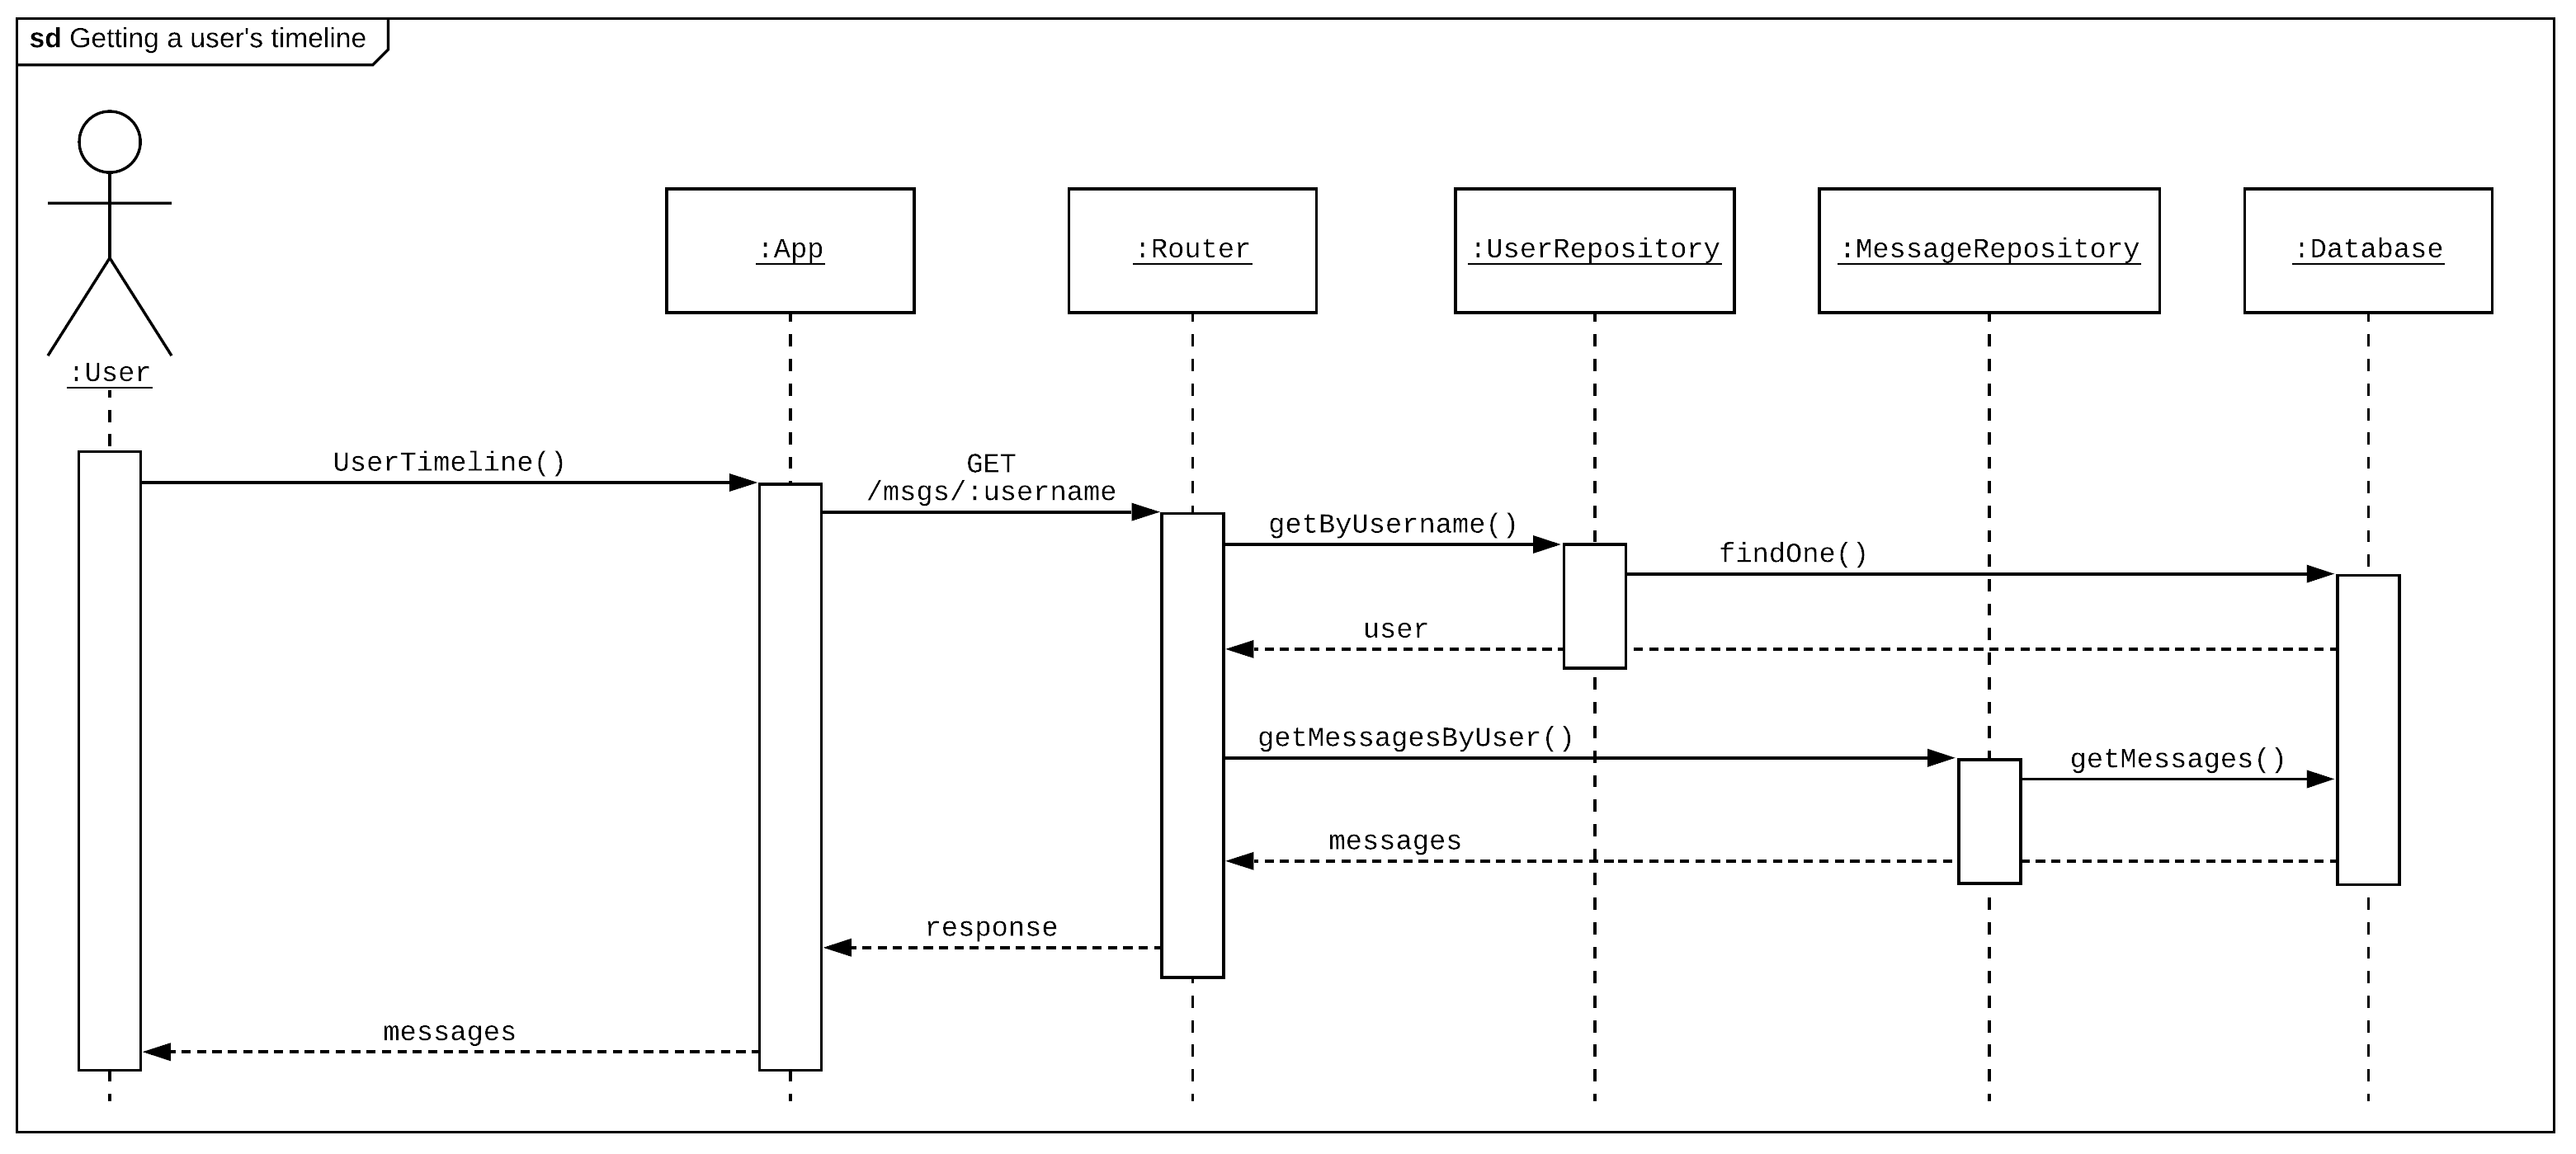 sd Getting a user's timeline
:User
:App
:Router
:UserRepository
:MessageRepository
:Database
UserTimeline()
GET
/msgs/:username
getByUsername()
findOne()
user
getMessagesByUser()
getMessages()
messages
response
messages